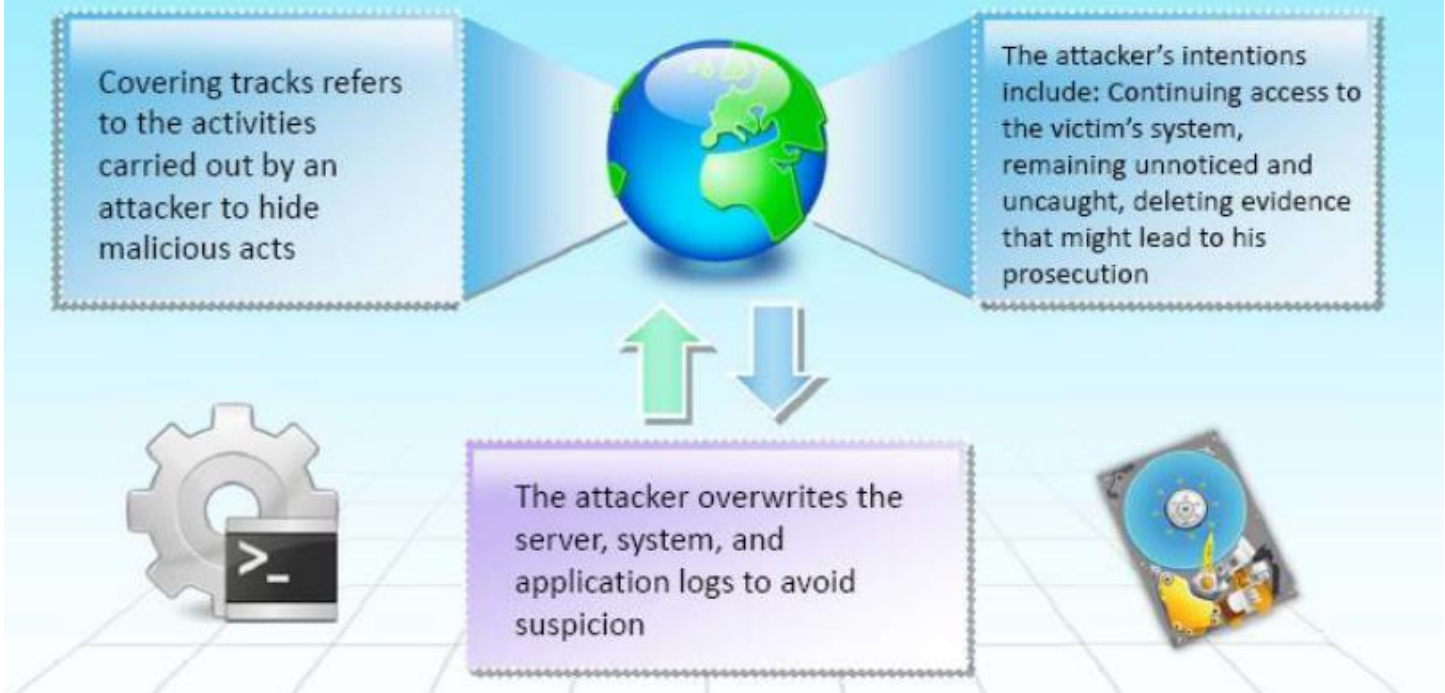 Covering tracks refers
to the activities
carried out by an
attacker to hide
malicious acts
The attacker’s intentions
include: Continuing access to
the victim’s system,
remaining unnoticed and
uncaught, deleting evidence
that might lead to his
prosecution
>_
The attacker overwrites the
server, system, and
application logs to avoid
suspicion